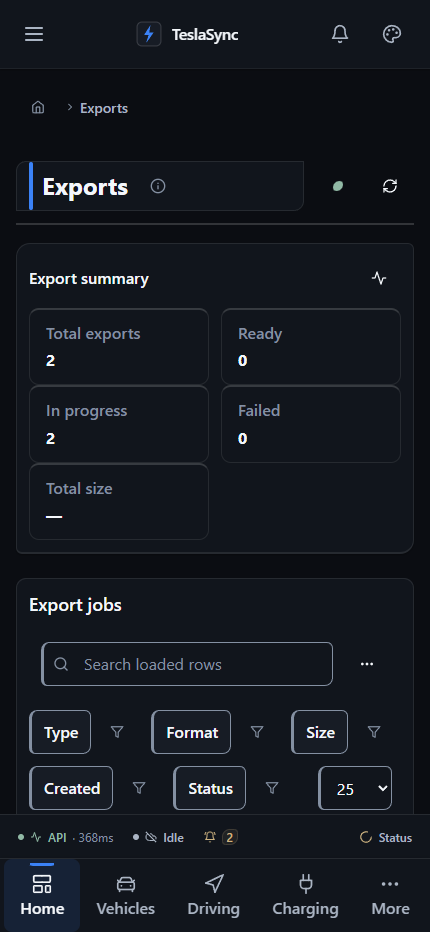 TeslaSync
Exports
Exports
Export summary
Total exports
2
Ready
0
In progress
2
Failed
0
Total size
—
Export jobs
Search loaded rows
Type
Format
Size
Created
Status
25
API · 368ms
Idle
2
Status
Home
Vehicles
Driving
Charging
More